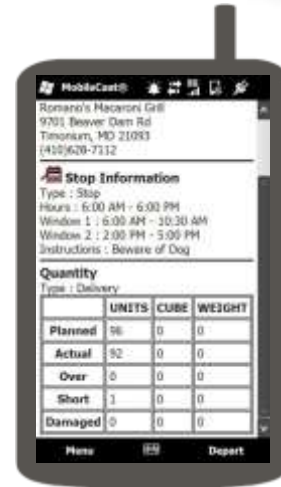 MobileCast®
Romano's Macaroni Grill
9701 Beaver Dam Rd
Timonium, MD 21093
(410)628-7112
Stop Information
Type : Stop
Hours : 6:00 AM - 6:00 PM
Window 1 : 6:00 AM - 10:30 AM
Window 2 : 2:00 PM - 5:00 PM
Instructions : Beware of Dog
Quantity
Type : Delivery
UNITS CUBE WEIGHT
Planned 96 0 0
Actual 92 0 0
Over 0 0 0
Short 1 0 0
Damaged 0 0 0
Menu Depart